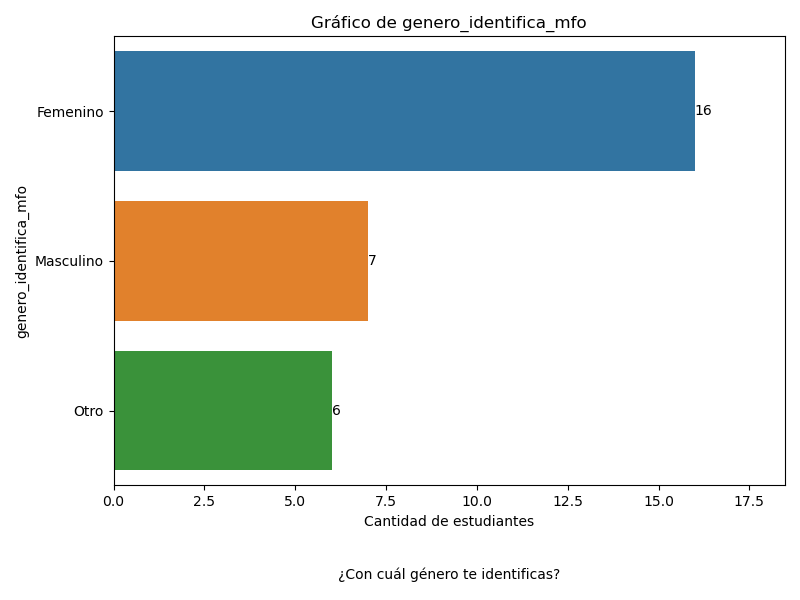 Gráfico de genero_identifica_mfo
genero_identifica_mfo
Femenino
16
Masculino
7
Otro
6
0.0 2.5 5.0 7.5 10.0 12.5 15.0 17.5
Cantidad de estudiantes
¿Con cuál género te identificas?